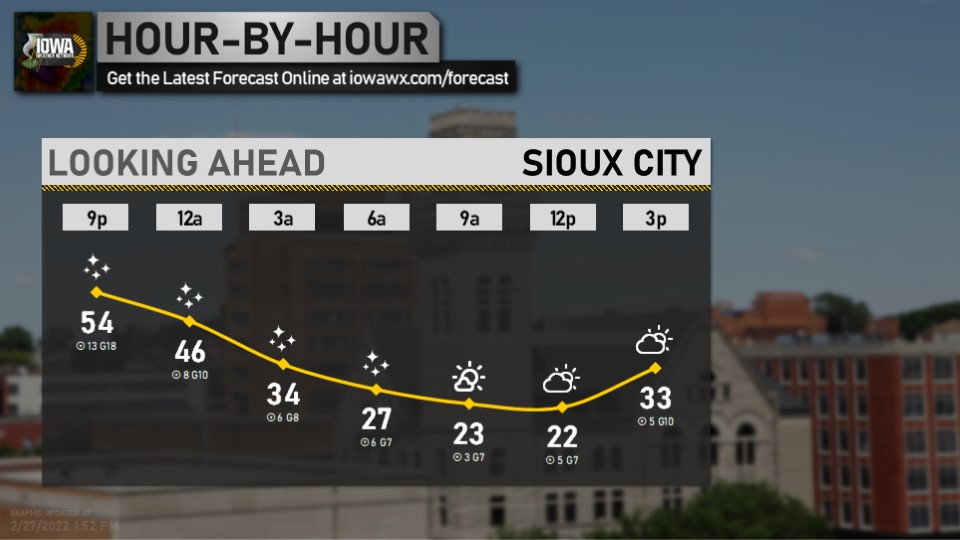 IOWA
HOUR-BY-HOUR
Get the Latest Forecast Online at iowawx.com/forecast
LOOKING AHEAD
SIOUX CITY
9p 12a 3a 6a 9a 12p 3p
54 46 34 27 23 22 33
13 G18 8 G10 6 G8 6 G7 3 G7 5 G7 5 G10
GRAPHIC UPDATED AT
2/27/2022 1:52 PM